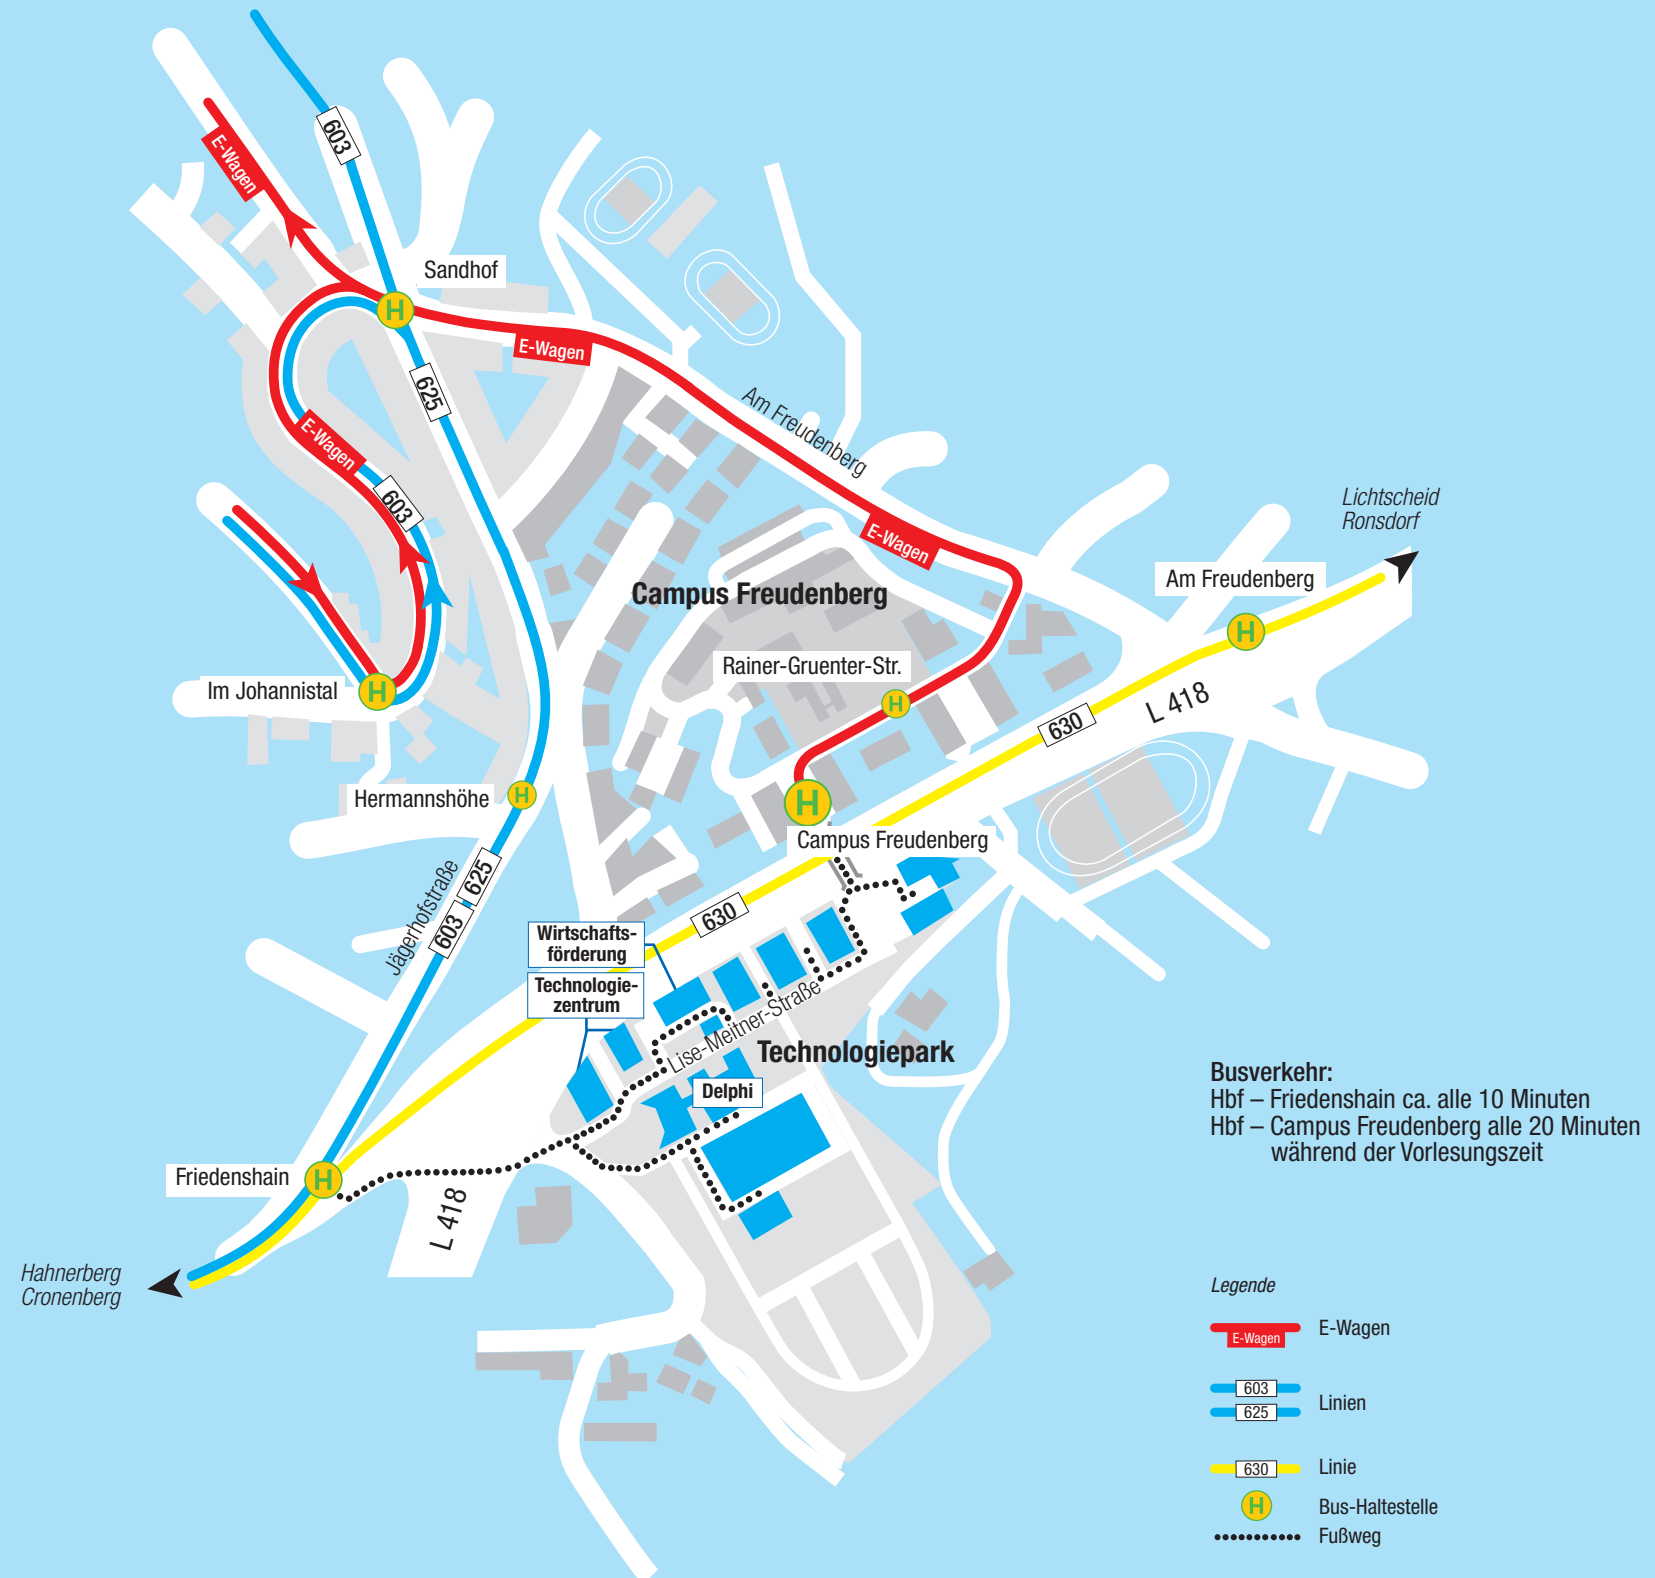 603
E-Wagen
Sandhof
E-Wagen
625
Am Freudenberg
E-Wagen
603
E-Wagen
Lichtscheid
Ronsdorf
Am Freudenberg
Campus Freudenberg
Rainer-Gruenter-Str.
Im Johannistal
L 418
630
Hermannshöhe
Campus Freudenberg
Jägerhofstraße
625
603
630
Wirtschafts-
förderung
Technologie-
zentrum
Lise-Meitner-Straße
Technologiepark
Delphi
Friedenshain
L 418
Hahnerberg
Cronenberg
H
H
H
H
H
H
H
Busverkehr:
Hbf – Friedenshain ca. alle 10 Minuten
Hbf – Campus Freudenberg alle 20 Minuten
während der Vorlesungszeit
Legende
E-Wagen
E-Wagen
603
625
Linien
630
Linie
H
Bus-Haltestelle
Fußweg